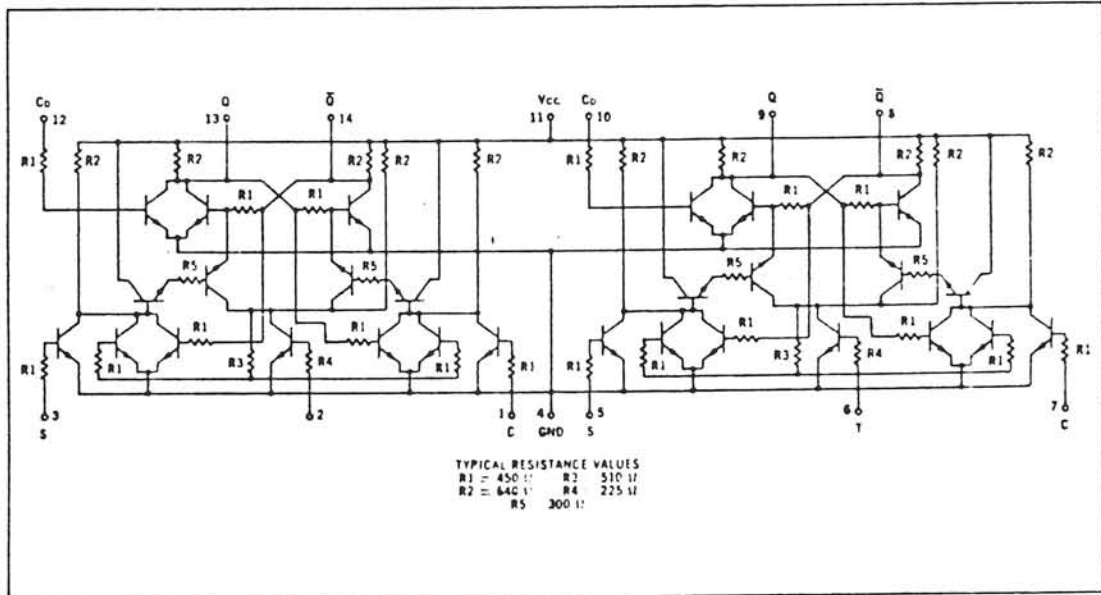 CD Q Q̄ VCC CD Q Q̄
12 13 14 11 10 9 8
R1 R2 R2 R2 R2 R2 R1 R2 R2 R2 R2 R2
R1 R1 R1 R1
R5 R5 R5 R5
R1 R1 R1 R1
R1 R1 R3 R4 R1 R1 R1 R1 R3 R4 R1 R1
3 2 1 4 5 6 7
S C GND S T C
TYPICAL RESISTANCE VALUES
R1 = 450 Ω R3 510 Ω
R2 = 640 Ω R4 225 Ω
R5 300 Ω